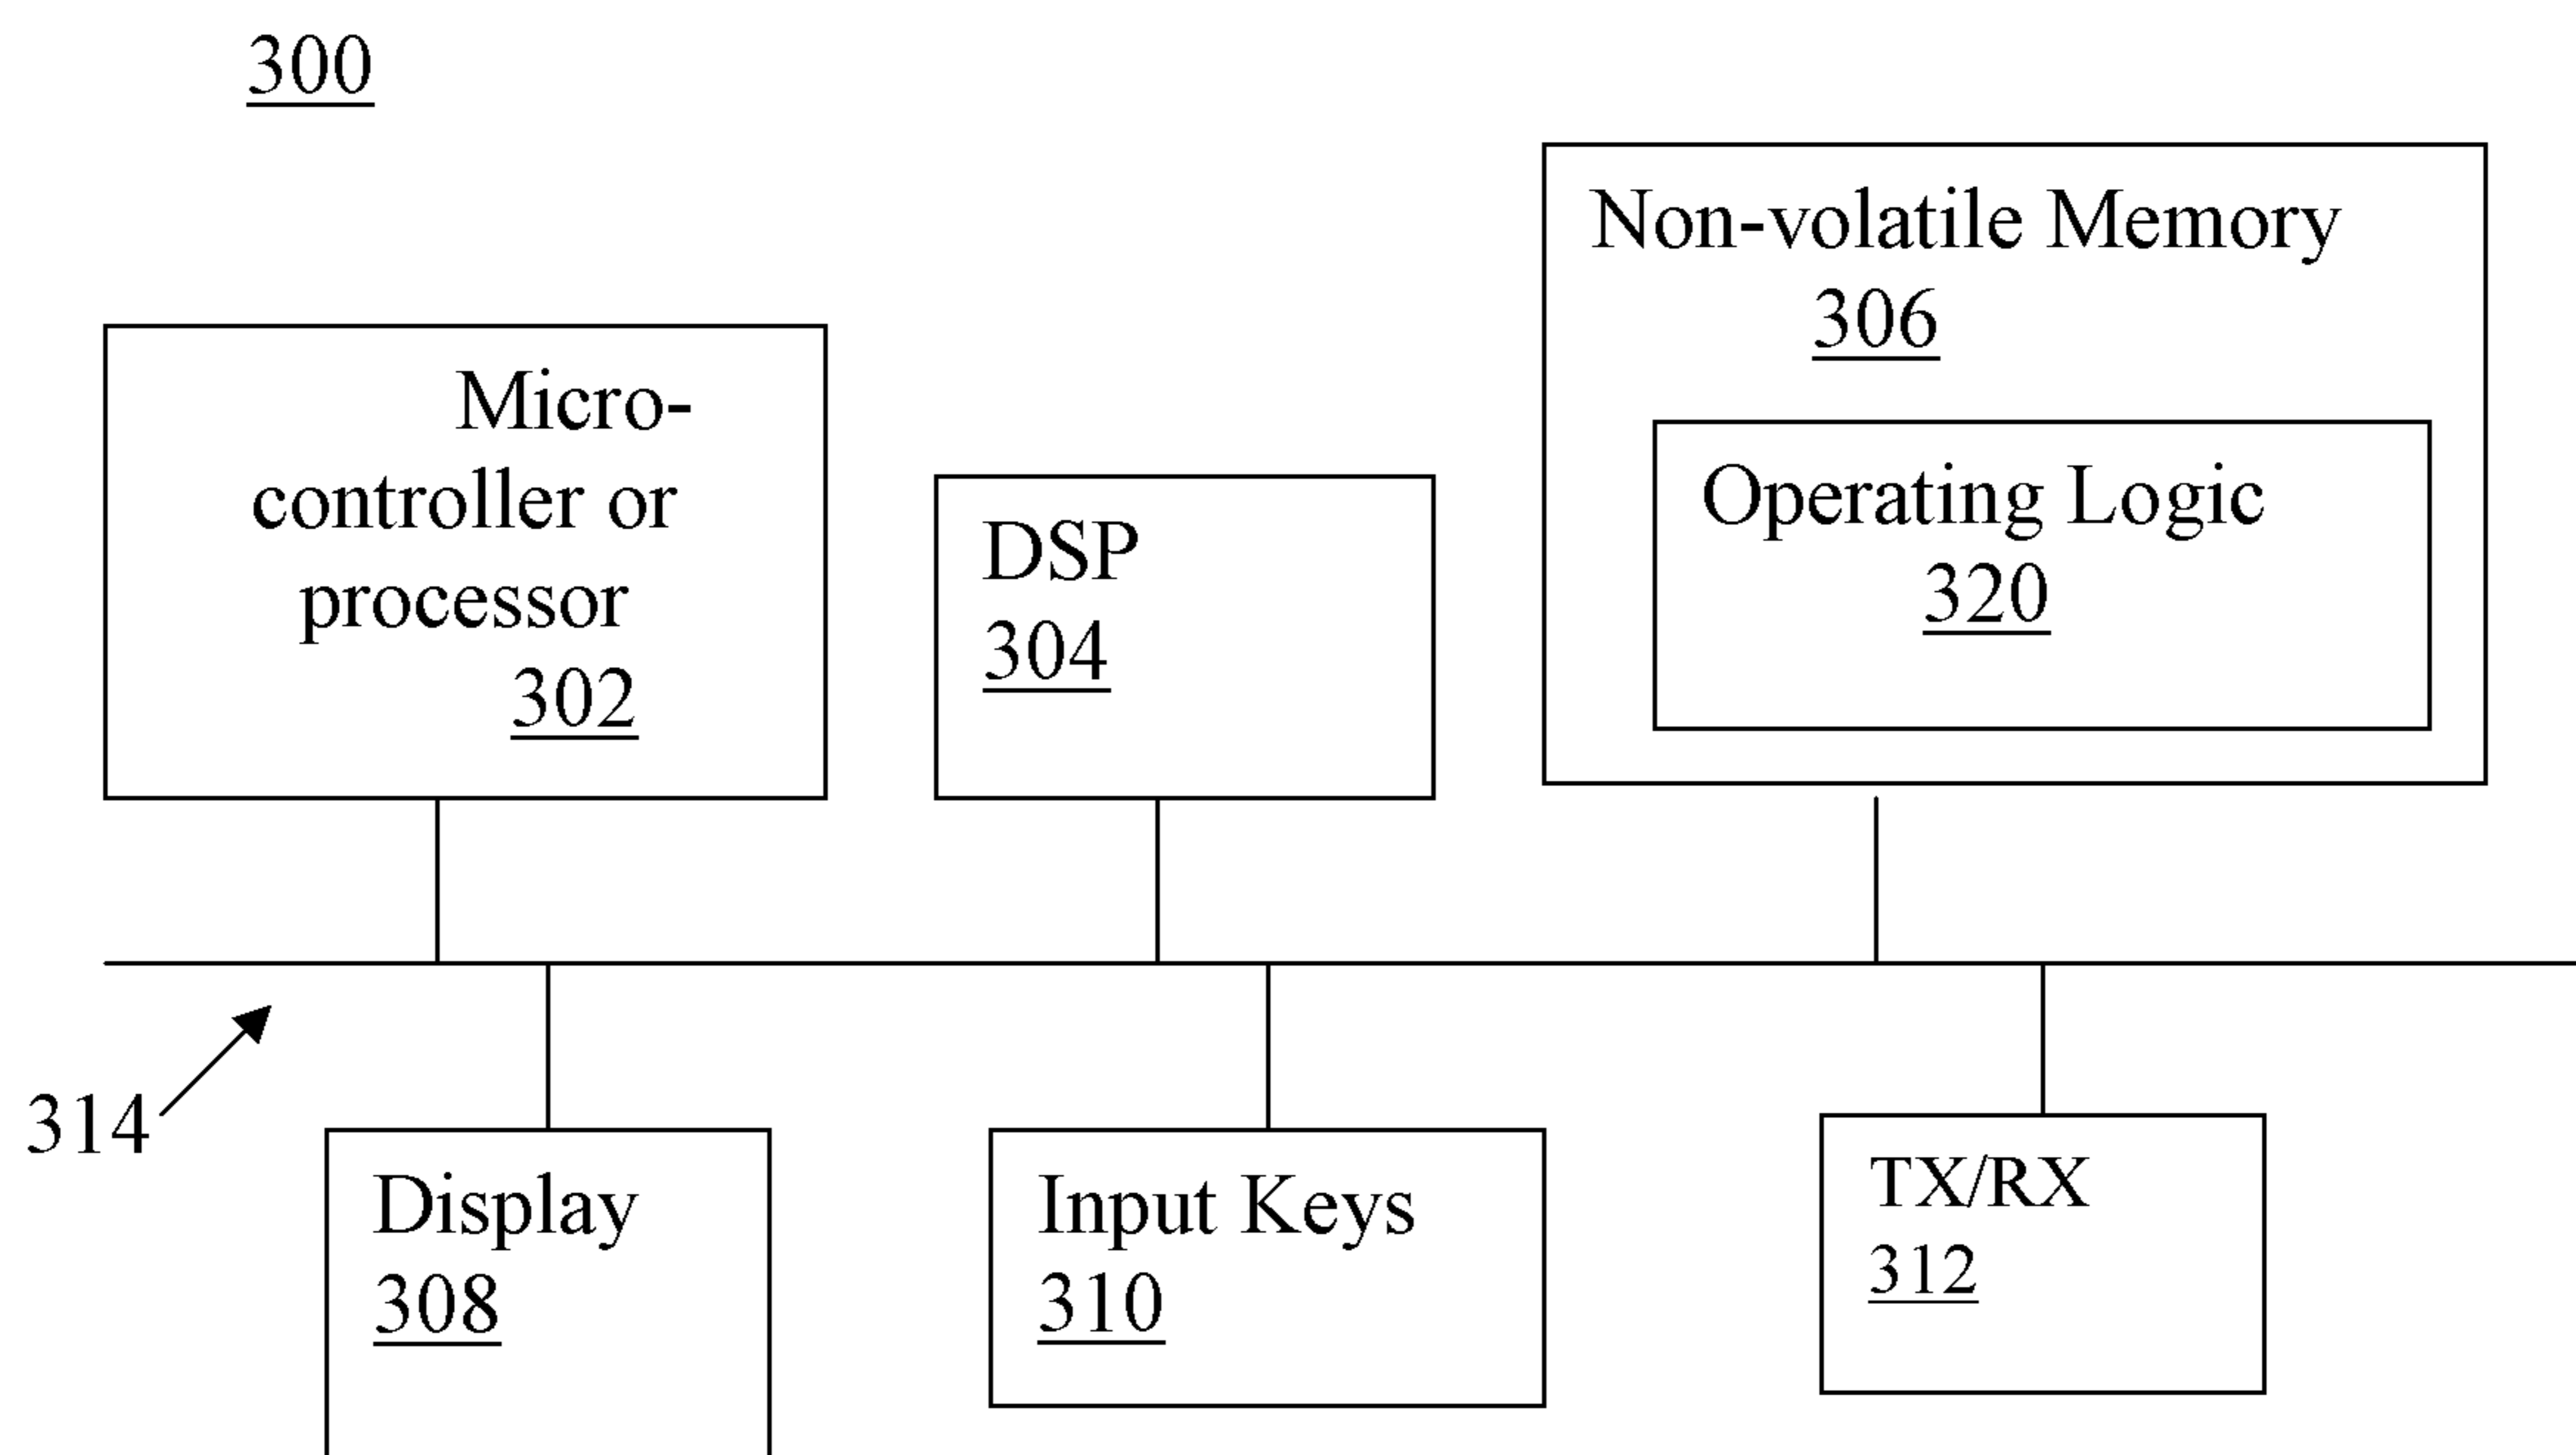 300
Micro-
controller or
processor
302
DSP
304
Non-volatile Memory
306
Operating Logic
320
314
Display
308
Input Keys
310
TX/RX
312